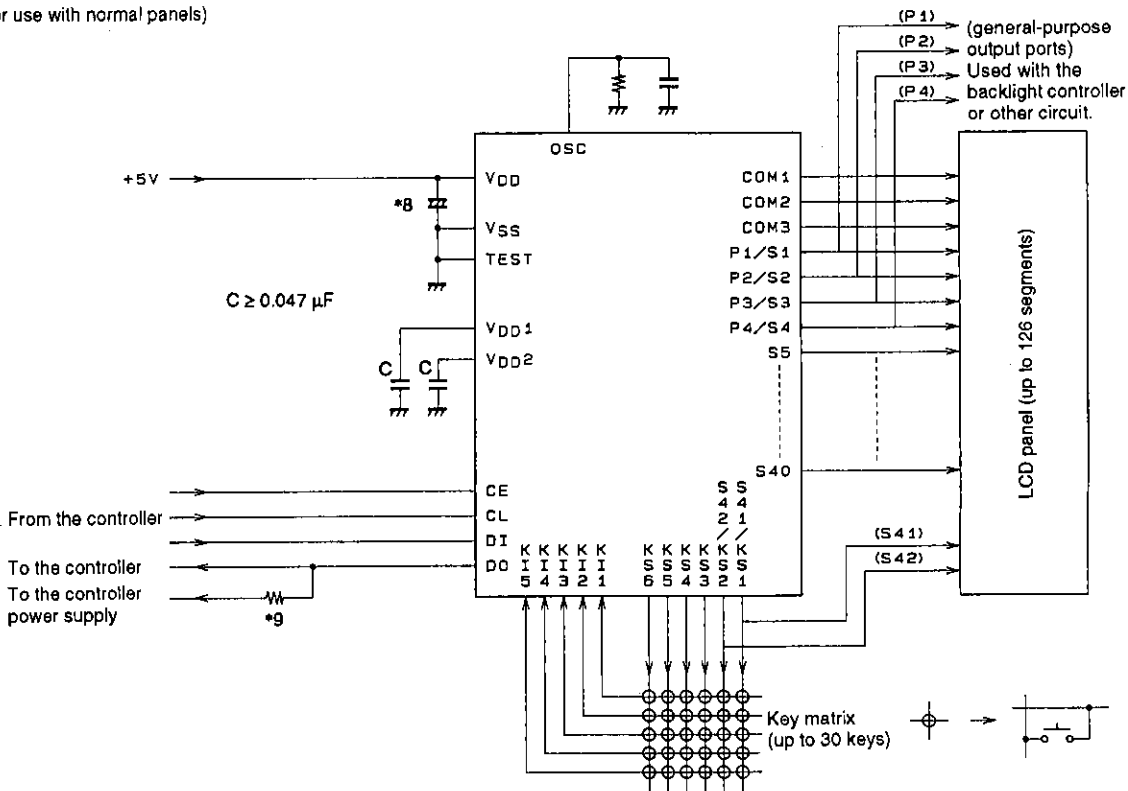 r use with normal panels)
(P1)
(P2)
(P3)
(P4)
(general-purpose
output ports)
Used with the
backlight controller
or other circuit.
OSC
+5V
VDD
*8
VSS
TEST
C ≥ 0.047 µF
VDD1
VDD2
C
C
COM1
COM2
COM3
P1/S1
P2/S2
P3/S3
P4/S4
S5
S40
LCD panel (up to 126 segments)
CE
From the controller
CL
DI
To the controller
DO
To the controller
power supply
*9
KI5
KI4
KI3
KI2
KI1
KS6
KS5
KS4
KS3
S42/KS2
S41/KS1
(S41)
(S42)
Key matrix
(up to 30 keys)